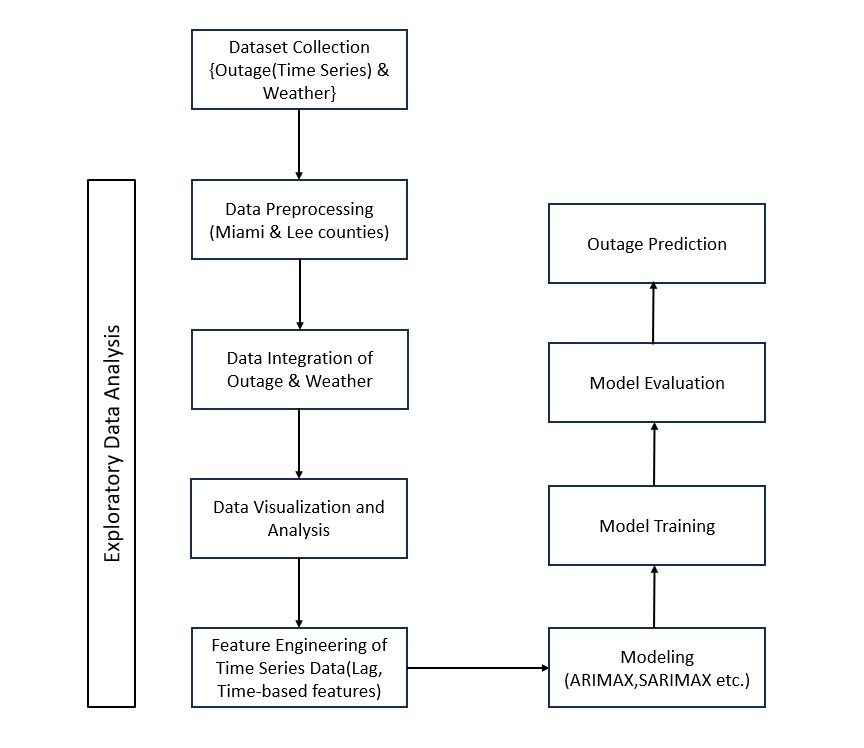 Dataset Collection
{Outage(Time Series) &
Weather}
Exploratory Data Analysis
Data Preprocessing
(Miami & Lee counties)
Data Integration of
Outage & Weather
Data Visualization and
Analysis
Feature Engineering of
Time Series Data(Lag,
Time-based features)
Modeling
(ARIMAX,SARIMAX etc.)
Model Training
Model Evaluation
Outage Prediction